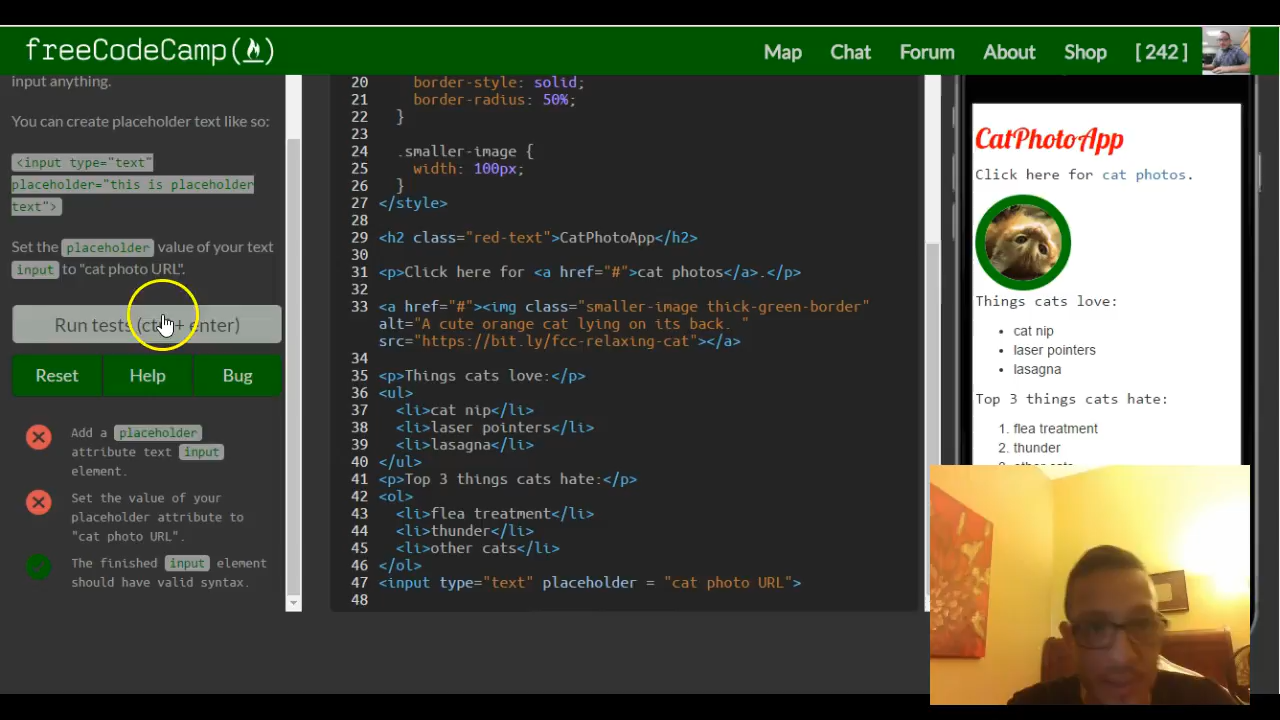 freeCodeCamp(🔥)
Map
Chat
Forum
About
Shop
[ 242 ]
input anything.
You can create placeholder text like so:
<input type="text"
placeholder="this is placeholder
text">
Set the placeholder value of your text
input to "cat photo URL".
Run tests (ctrl + enter)
Reset
Help
Bug
Add a placeholder
attribute text input
element.
Set the value of your
placeholder attribute to
"cat photo URL".
The finished input element
should have valid syntax.
20 border-style: solid;
21 border-radius: 50%;
22 }
23
24 .smaller-image {
25 width: 100px;
26 }
27 </style>
28
29 <h2 class="red-text">CatPhotoApp</h2>
30
31 <p>Click here for <a href="#">cat photos</a>.</p>
32
33 <a href="#"><img class="smaller-image thick-green-border"
alt="A cute orange cat lying on its back. "
src="https://bit.ly/fcc-relaxing-cat"></a>
34
35 <p>Things cats love:</p>
36 <ul>
37 <li>cat nip</li>
38 <li>laser pointers</li>
39 <li>lasagna</li>
40 </ul>
41 <p>Top 3 things cats hate:</p>
42 <ol>
43 <li>flea treatment</li>
44 <li>thunder</li>
45 <li>other cats</li>
46 </ol>
47 <input type="text" placeholder = "cat photo URL">
48
CatPhotoApp
Click here for cat photos.
Things cats love:
• cat nip
• laser pointers
• lasagna
Top 3 things cats hate:
1. flea treatment
2. thunder